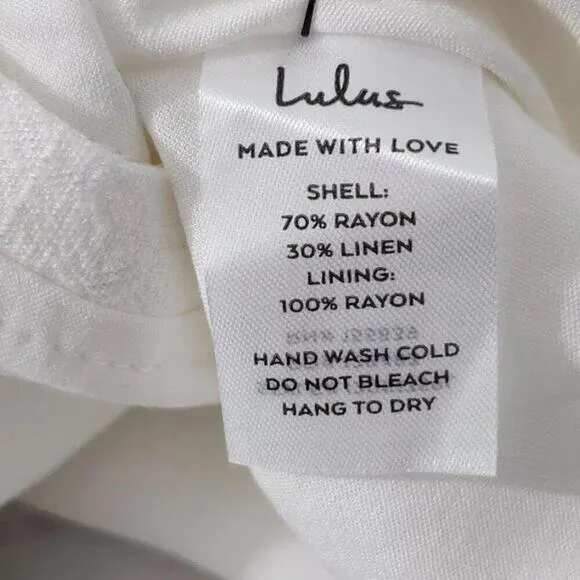 Lulus
MADE WITH LOVE
SHELL:
70% RAYON
30% LINEN
LINING:
100% RAYON
HAND WASH COLD
DO NOT BLEACH
HANG TO DRY